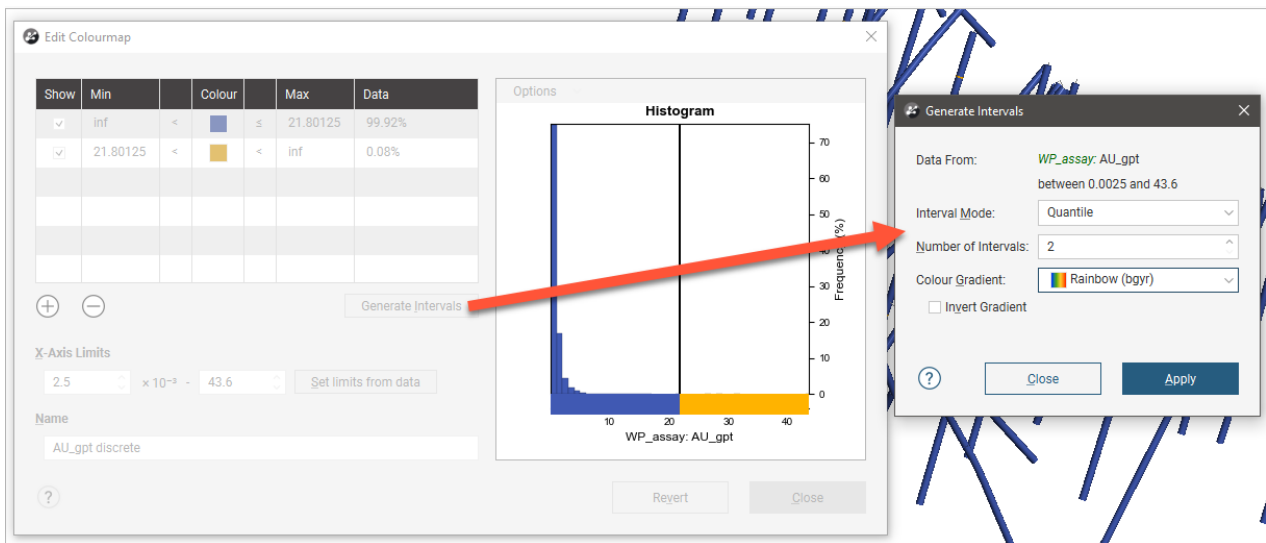 Edit Colourmap
Show Min Colour Max Data
inf < ≤ 21.80125 99.92%
21.80125 < < inf 0.08%
Generate Intervals
X-Axis Limits
2.5 × 10⁻³ - 43.6 Set limits from data
Name
AU_gpt discrete
?
Revert Close
Options
Histogram
70
60
50
40
30
20
10
0
Frequency (%)
10 20 30 40
WP_assay: AU_gpt
Generate Intervals
Data From: WP_assay: AU_gpt
between 0.0025 and 43.6
Interval Mode: Quantile
Number of Intervals: 2
Colour Gradient: Rainbow (bgyr)
Invert Gradient
? Close Apply